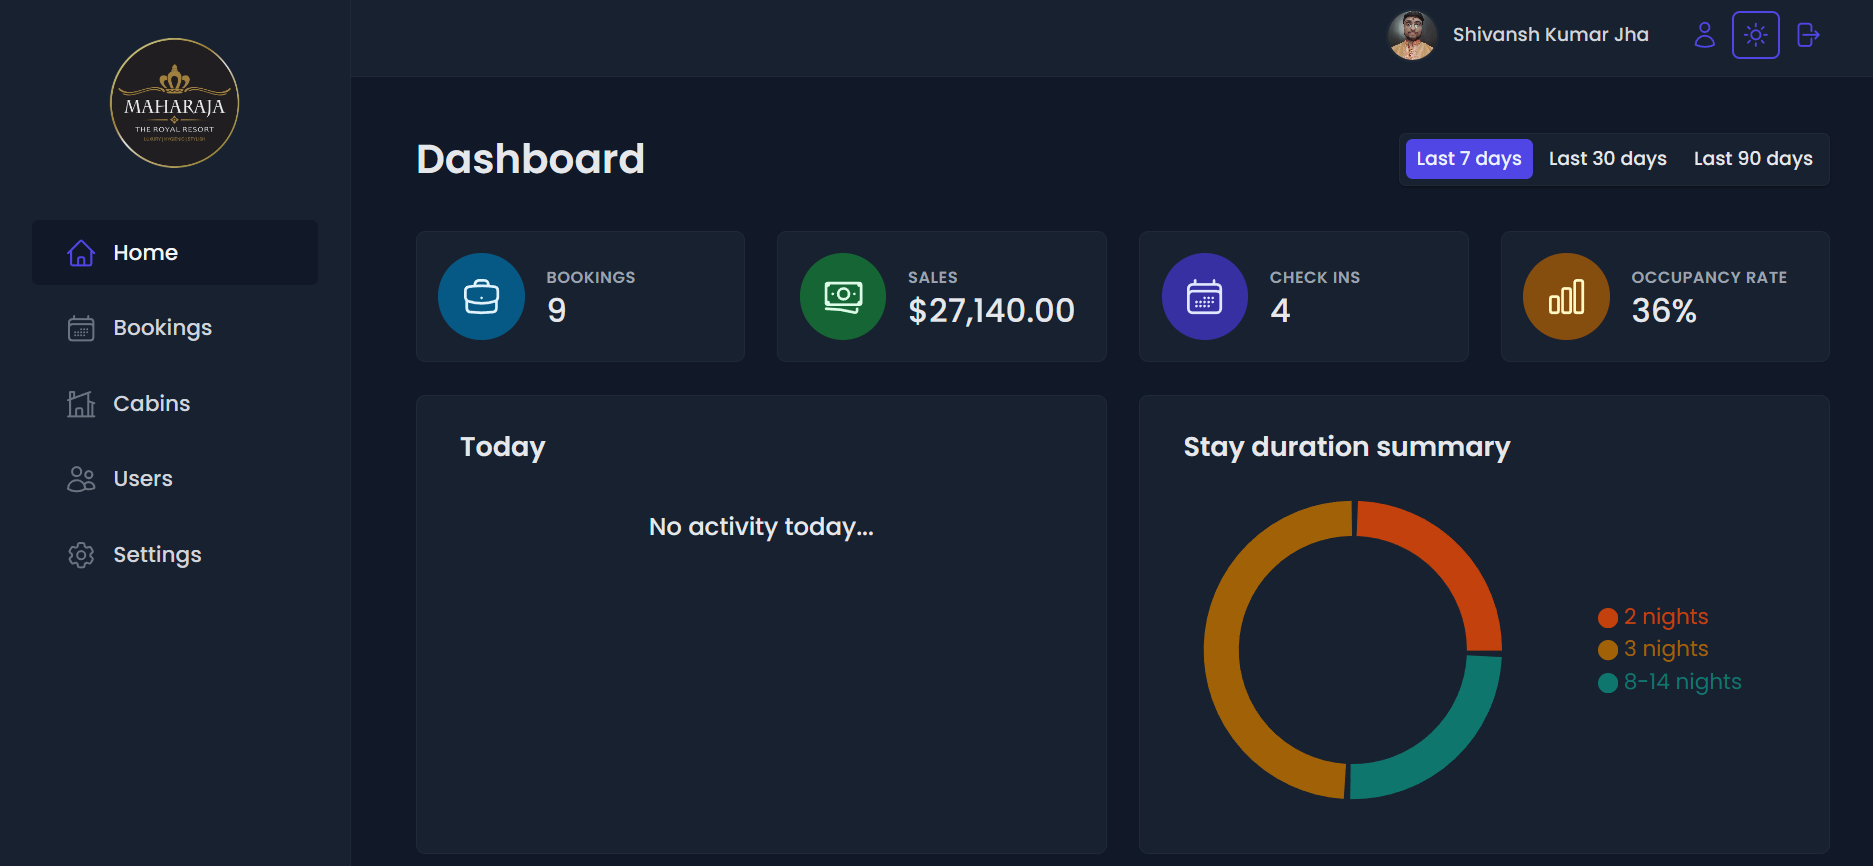 MAHARAJA
THE ROYAL RESORT
Home
Bookings
Cabins
Users
Settings
Shivansh Kumar Jha
Dashboard
Last 7 days
Last 30 days
Last 90 days
BOOKINGS
9
SALES
$27,140.00
CHECK INS
4
OCCUPANCY RATE
36%
Today
No activity today...
Stay duration summary
2 nights
3 nights
8-14 nights